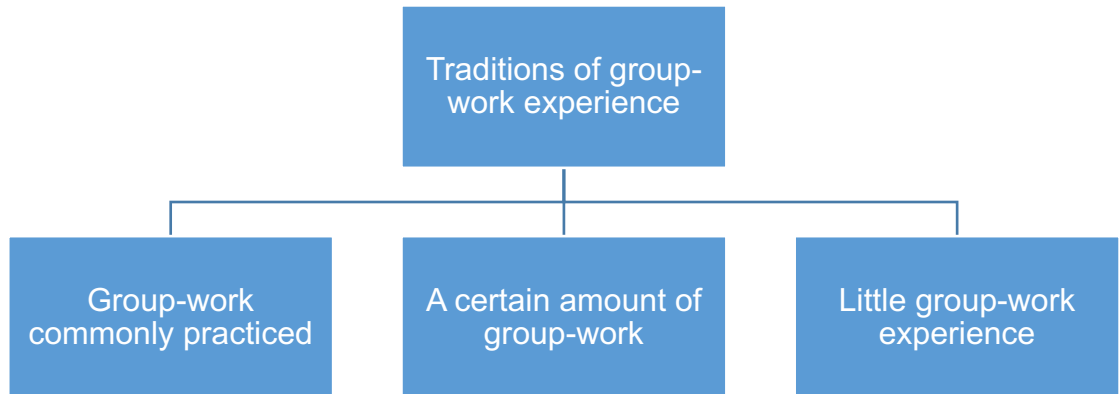 Traditions of group-
work experience
Group-work
commonly practiced
A certain amount of
group-work
Little group-work
experience